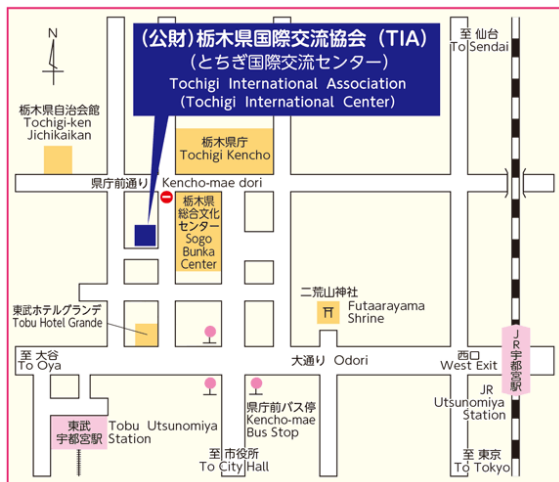 (公財)栃木県国際交流協会(TIA)
(とちぎ国際交流センター)
Tochigi International Association
(Tochigi International Center)
N
至 仙台
To Sendai
栃木県自治会館
Tochigi-ken
Jichikaikan
栃木県庁
Tochigi Kencho
県庁前通り Kencho-mae dori
栃木県
総合文化
センター
Sogo
Bunka
Center
東武ホテルグランデ
Tobu Hotel Grande
二荒山神社
Futaarayama
Shrine
至 大谷
To Oya
大通り Odori
西口
West Exit
JR宇都宮駅
JR
Utsunomiya
Station
東武
宇都宮駅
Tobu Utsunomiya
Station
県庁前バス停
Kencho-mae
Bus Stop
至 市役所
To City Hall
至 東京
To Tokyo